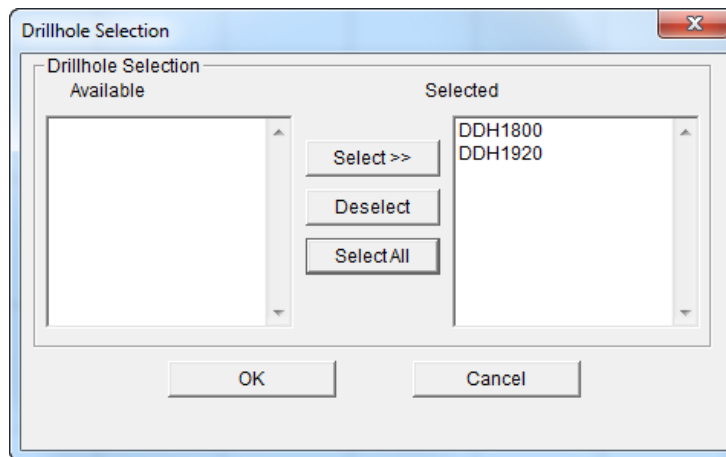 Drillhole Selection
Drillhole Selection
Available
Selected
DDH1800
DDH1920
Select >>
Deselect
Select All
OK
Cancel